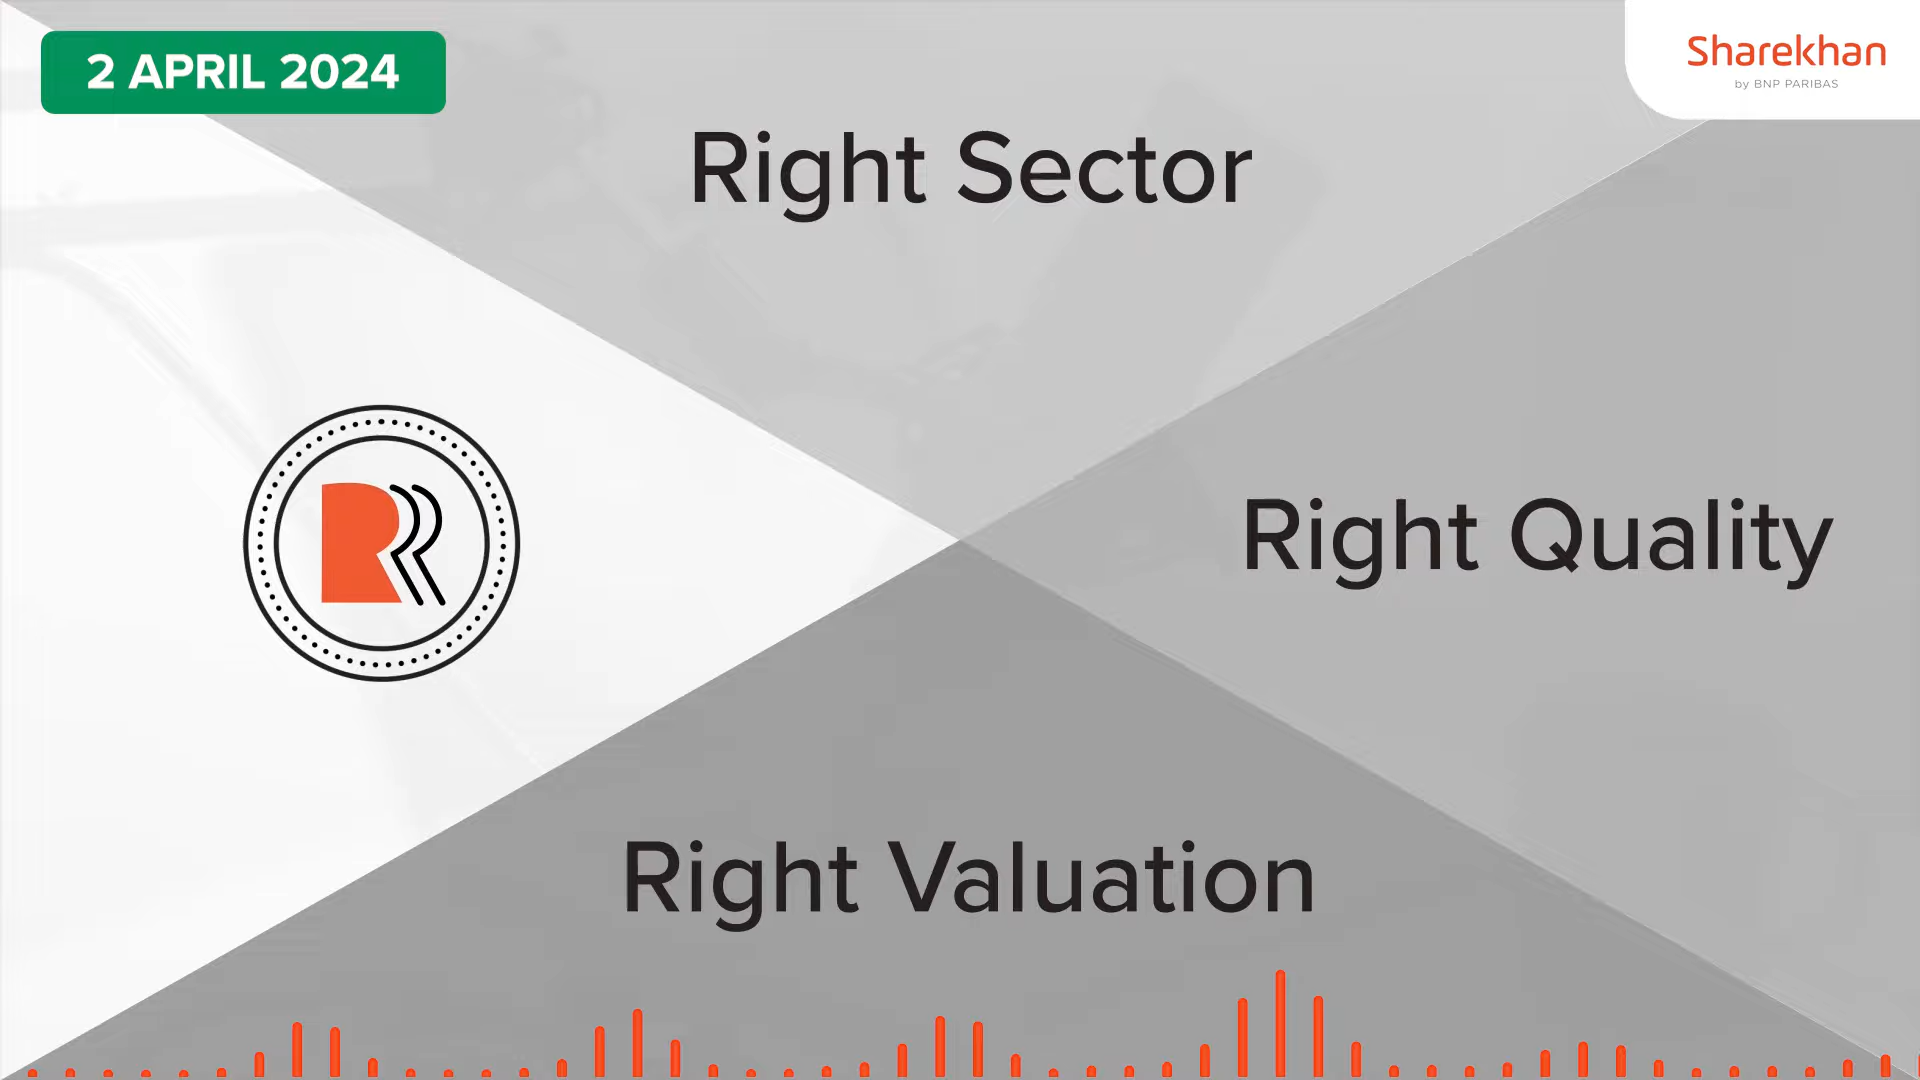 2 APRIL 2024
Sharekhan
by BNP PARIBAS
Right Sector
R
Right Quality
Right Valuation